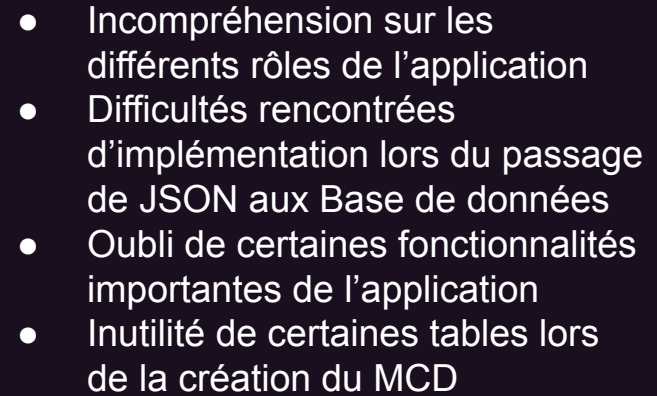 ● Incompréhension sur les
différents rôles de l’application
● Difficultés rencontrées
d’implémentation lors du passage
de JSON aux Base de données
● Oubli de certaines fonctionnalités
importantes de l’application
● Inutilité de certaines tables lors
de la création du MCD